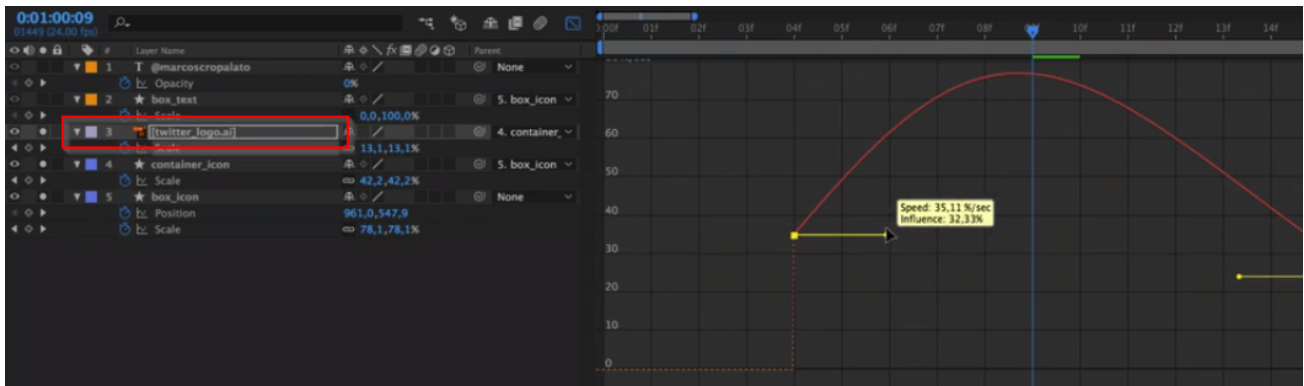 0:01:00:09
01449 (24.00 fps)
# Layer Name Parent
1 T @marcoscropalato None
Opacity 0%
2 box_text 5. box_icon
Scale 0,0,100,0%
3 [twitter_logo.ai] 4. container_
Scale 13,1,13,1%
4 container_icon 5. box_icon
Scale 42,2,42,2%
5 box_icon None
Position 961,0,547,9
Scale 78,1,78,1%
:00f 01f 02f 03f 04f 05f 06f 07f 08f 10f 11f 12f 13f 14f
70
60
50
40
30
20
10
0
Speed: 35,11 %/sec
Influence: 32,33%